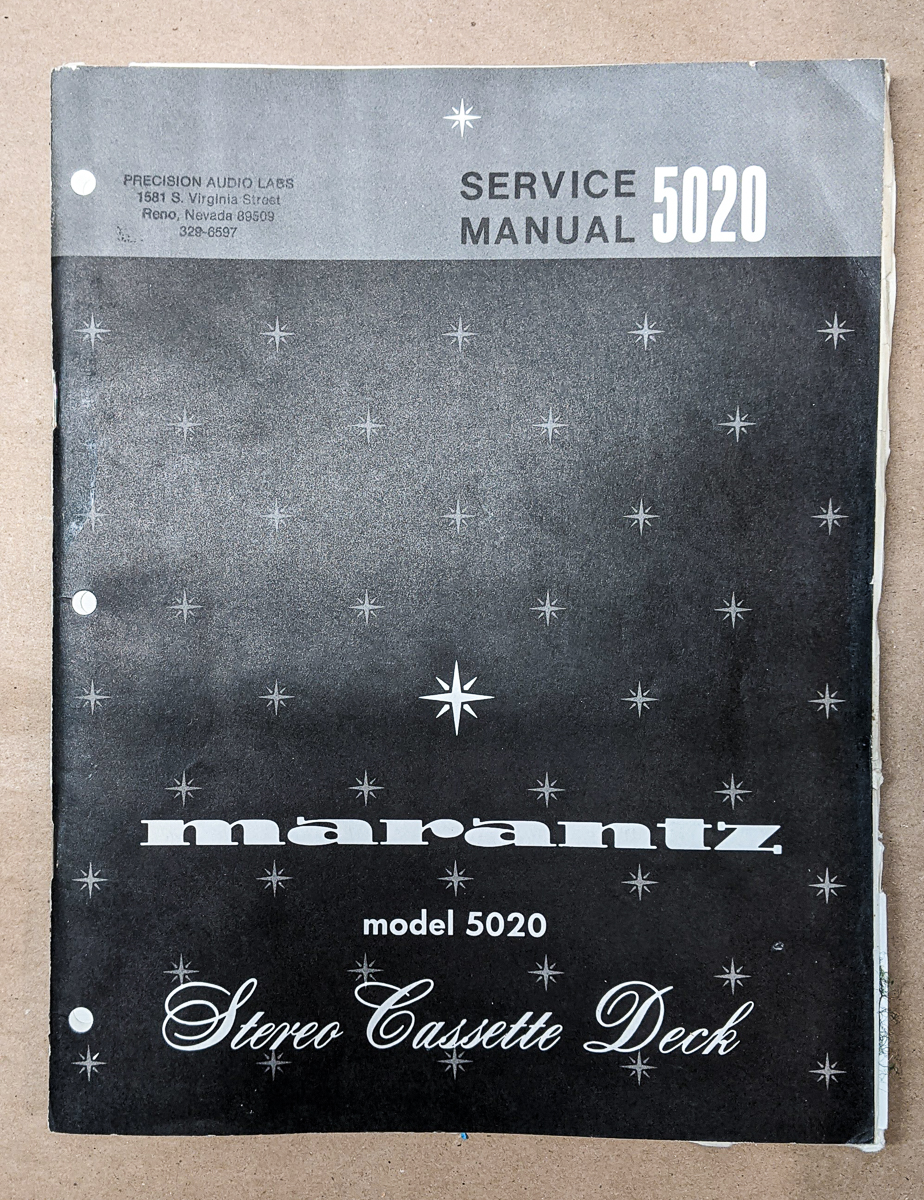 PRECISION AUDIO LABS
1581 S. Virginia Street
Reno, Nevada 89509
329-6597
SERVICE
MANUAL 5020
marantz
model 5020
Stereo Cassette Deck